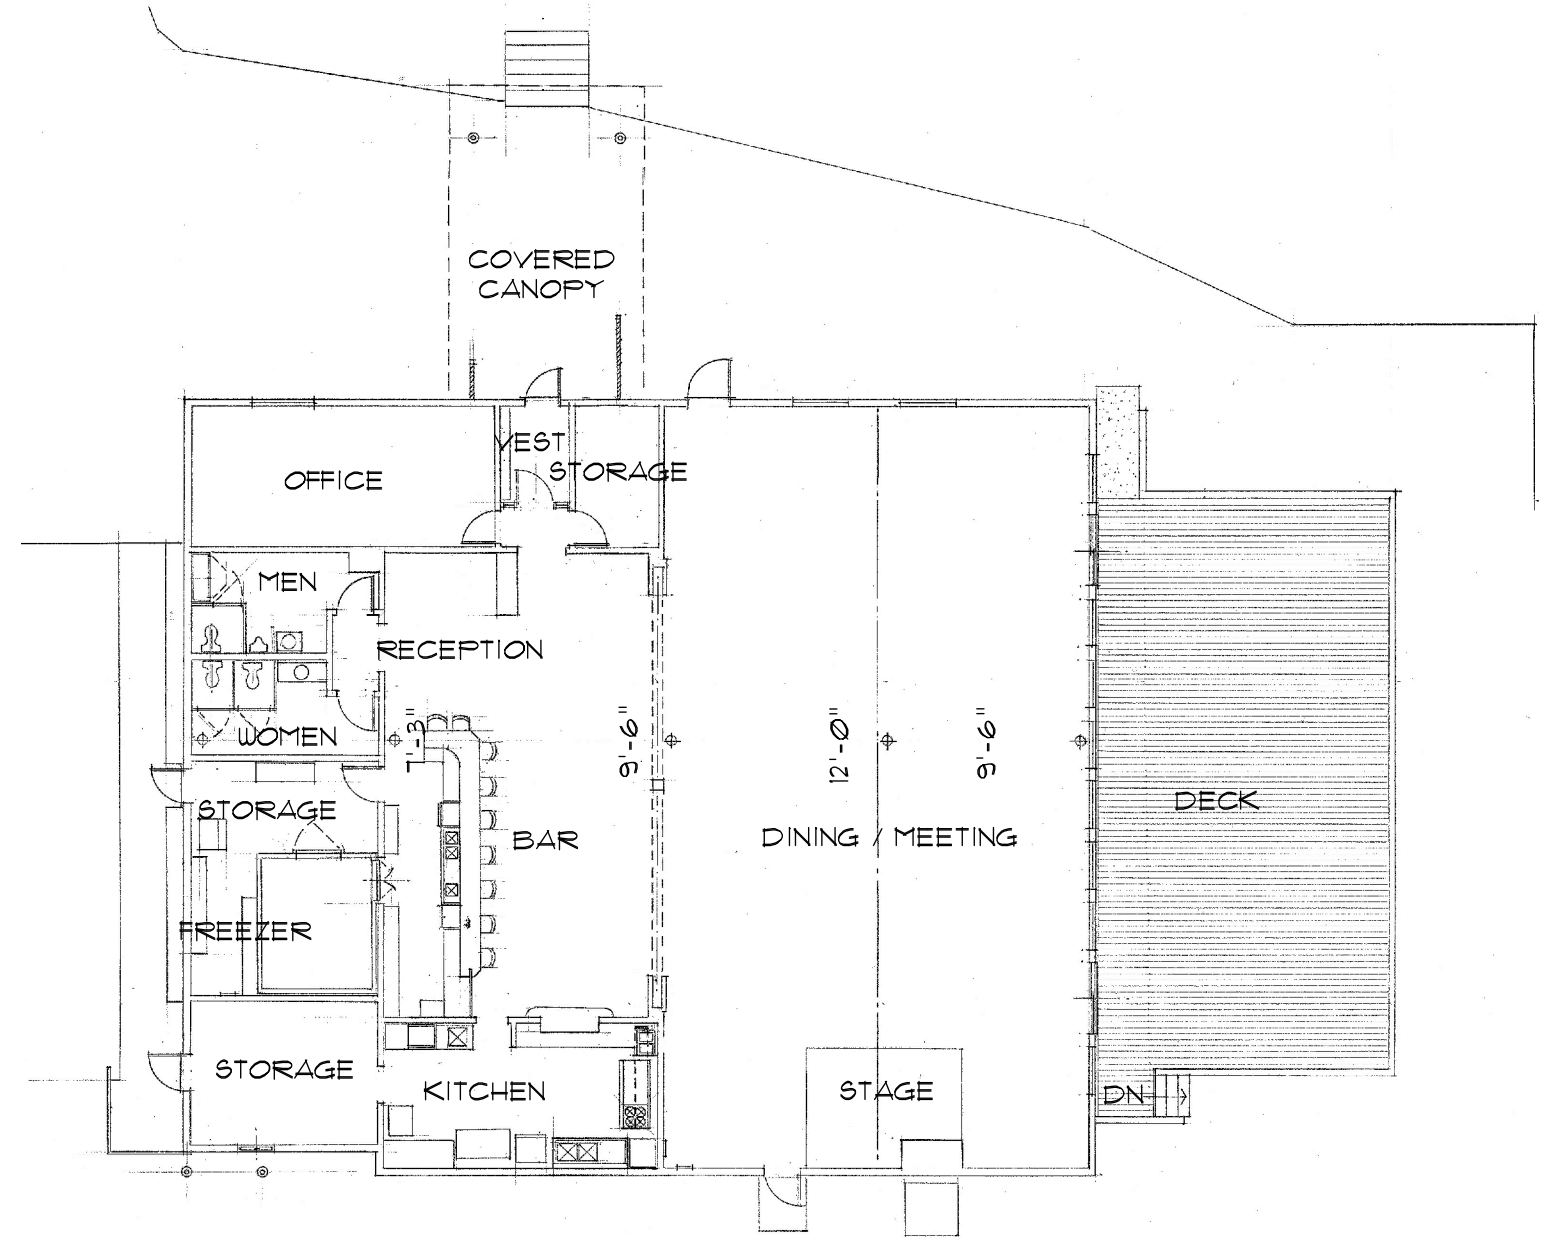 COVERED
CANOPY
VEST
STORAGE
OFFICE
MEN
RECEPTION
WOMEN
7'-3"
9'-6"
12'-0"
9'-6"
STORAGE
DECK
BAR
DINING / MEETING
FREEZER
STORAGE
KITCHEN
STAGE
DN